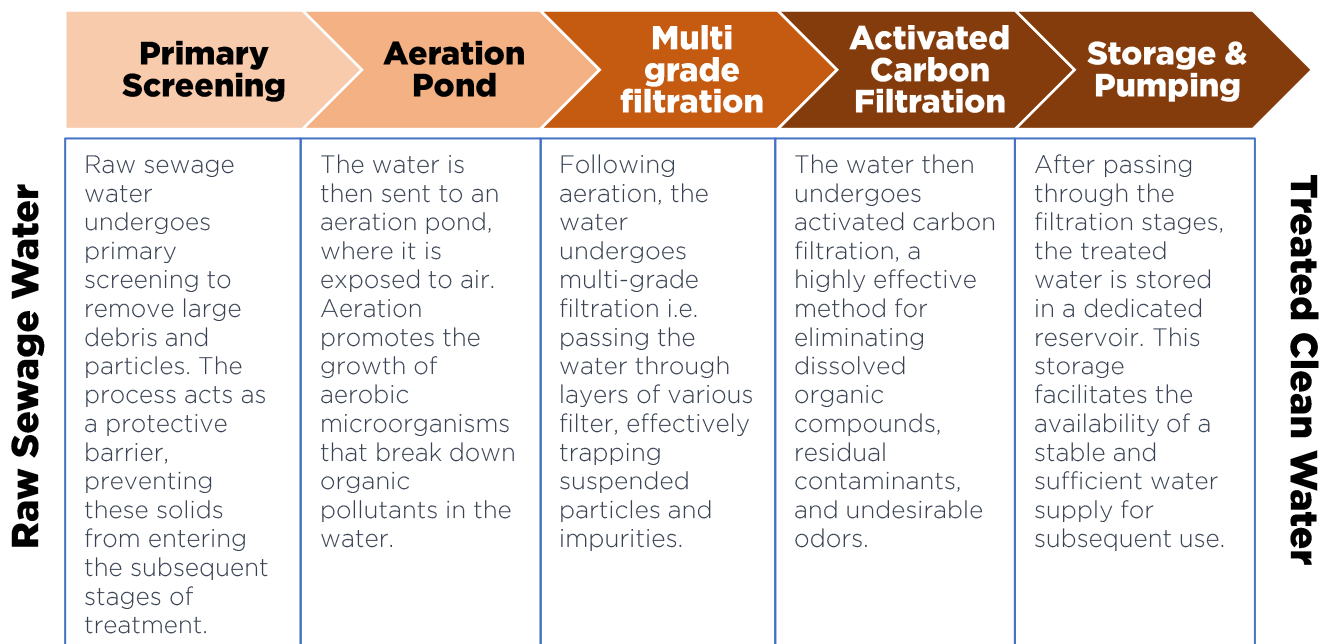 Raw Sewage Water
Primary
Screening
Raw sewage
water
undergoes
primary
screening to
remove large
debris and
particles. The
process acts as
a protective
barrier,
preventing
these solids
from entering
the subsequent
stages of
treatment.
Aeration
Pond
The water is
then sent to an
aeration pond,
where it is
exposed to air.
Aeration
promotes the
growth of
aerobic
microorganisms
that break down
organic
pollutants in the
water.
Multi
grade
filtration
Following
aeration, the
water
undergoes
multi-grade
filtration i.e.
passing the
water through
layers of various
filter, effectively
trapping
suspended
particles and
impurities.
Activated
Carbon
Filtration
The water then
undergoes
activated carbon
filtration, a
highly effective
method for
eliminating
dissolved
organic
compounds,
residual
contaminants,
and undesirable
odors.
Storage &
Pumping
After passing
through the
filtration stages,
the treated
water is stored
in a dedicated
reservoir. This
storage
facilitates the
availability of a
stable and
sufficient water
supply for
subsequent use.
Treated Clean Water